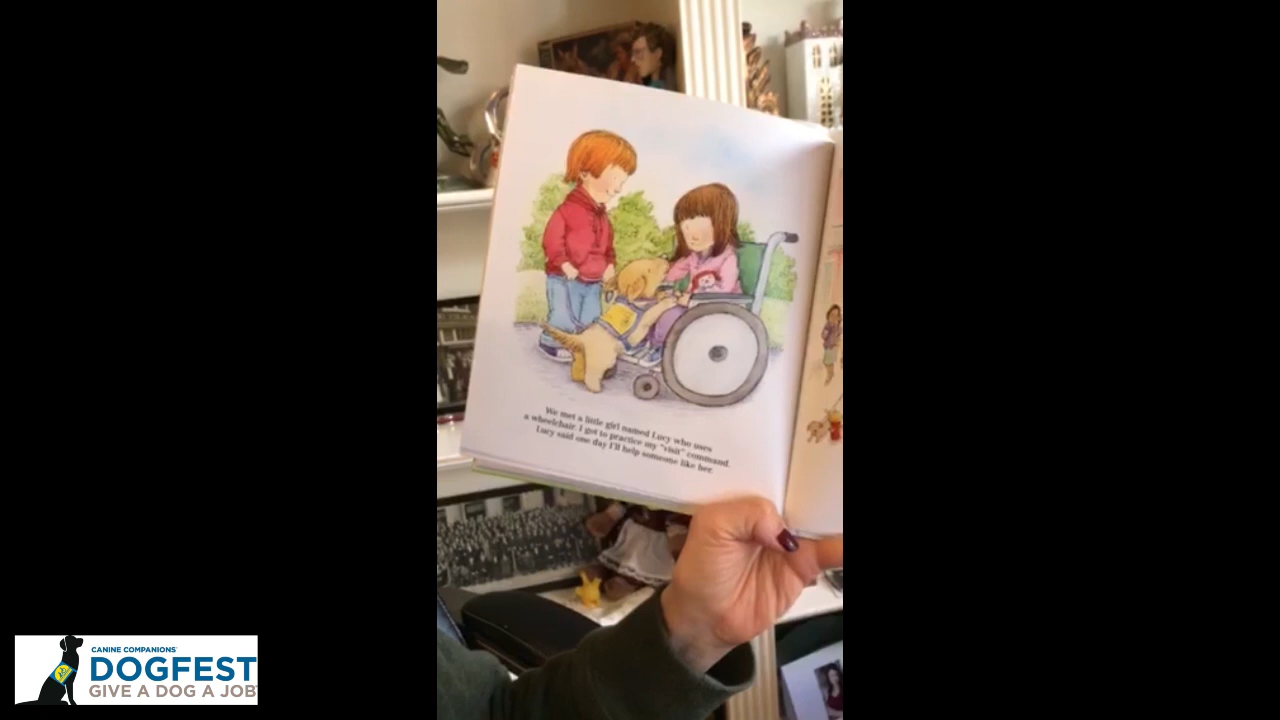 We met a little girl named Lucy who uses
a wheelchair. I got to practice my "visit" command.
Lucy said one day I'll help someone like her.
CANINE COMPANIONS'
DOGFEST
GIVE A DOG A JOB